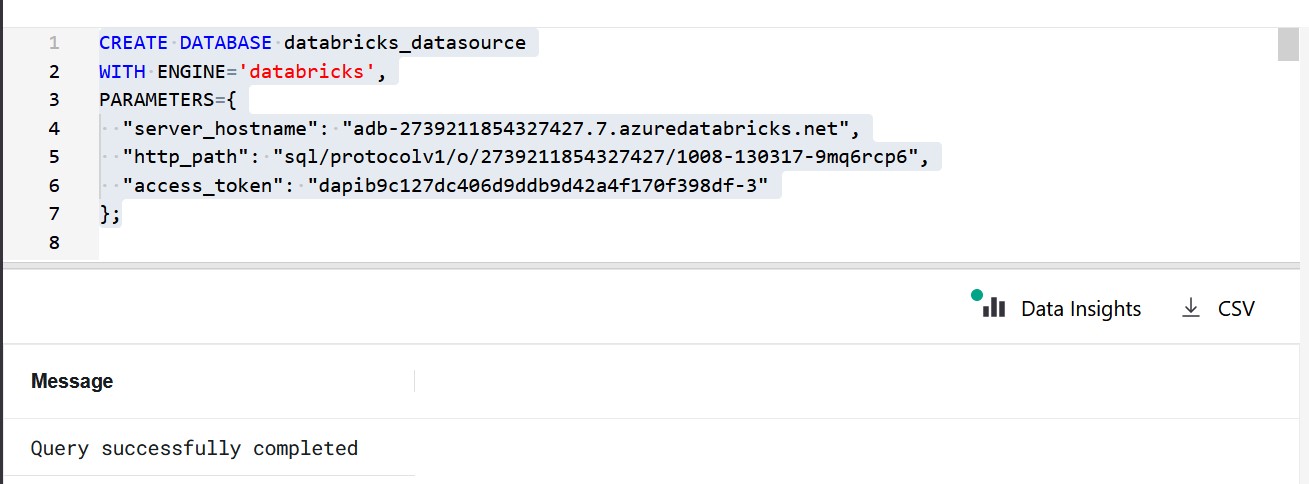 1 CREATE DATABASE databricks_datasource
2 WITH ENGINE='databricks',
3 PARAMETERS={
4 "server_hostname": "adb-2739211854327427.7.azuredatabricks.net",
5 "http_path": "sql/protocolv1/o/2739211854327427/1008-130317-9mq6rcp6",
6 "access_token": "dapib9c127dc406d9ddb9d42a4f170f398df-3"
7 };
8
Data Insights CSV
Message
Query successfully completed